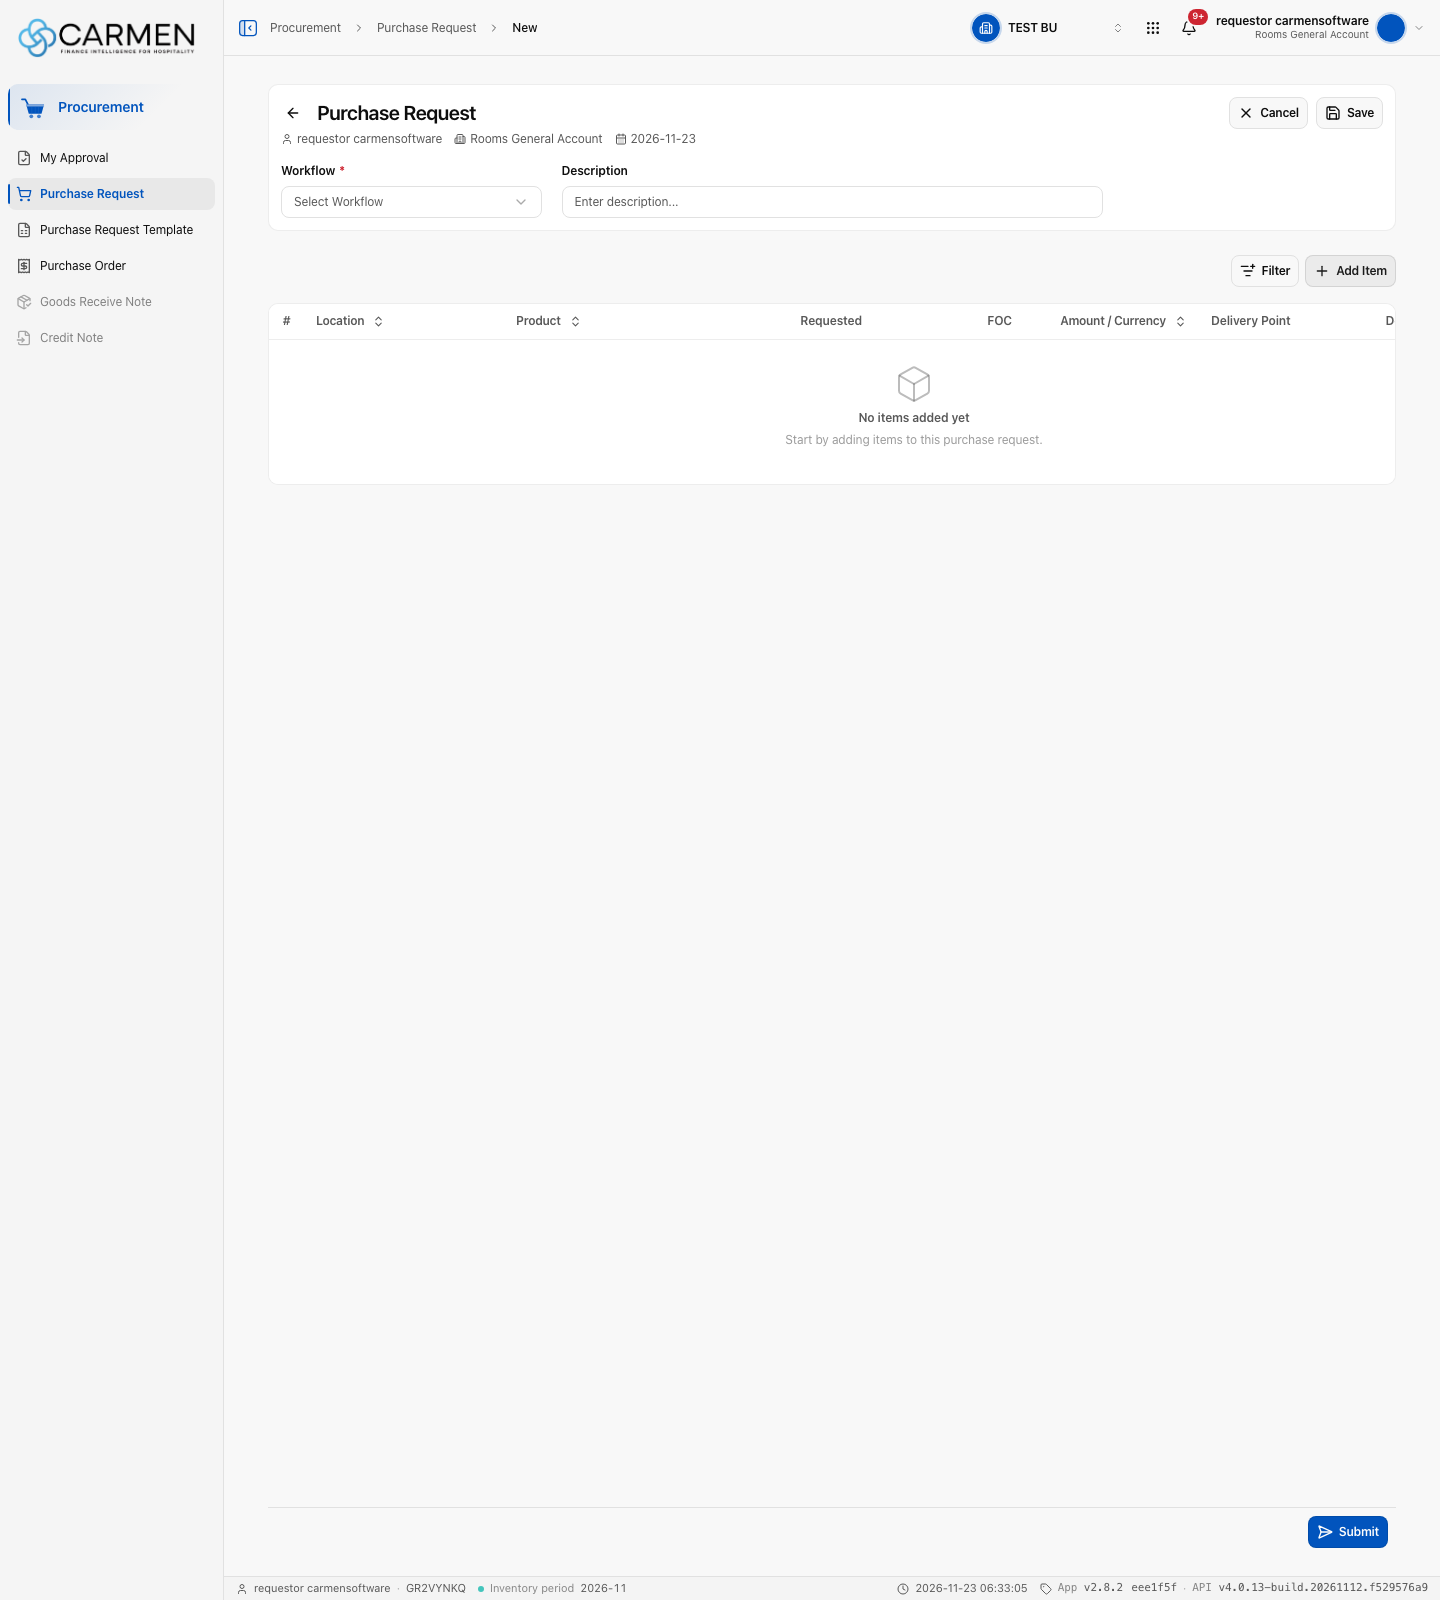 CARMEN
FINANCE INTELLIGENCE FOR HOSPITALITY
Procurement
My Approval
Purchase Request
Purchase Request Template
Purchase Order
Goods Receive Note
Credit Note
Procurement > Purchase Request > New
TEST BU
9+
requestor carmensoftware
Rooms General Account
Purchase Request
Cancel
Save
requestor carmensoftware Rooms General Account 2026-11-23
Workflow *
Description
Select Workflow
Enter description...
Filter
Add Item
# Location Product Requested FOC Amount / Currency Delivery Point D
No items added yet
Start by adding items to this purchase request.
Submit
requestor carmensoftware · GR2VYNKQ Inventory period 2026-11
2026-11-23 06:33:05 App v2.8.2 eee1f5f · API v4.0.13-build.20261112.f529576a9